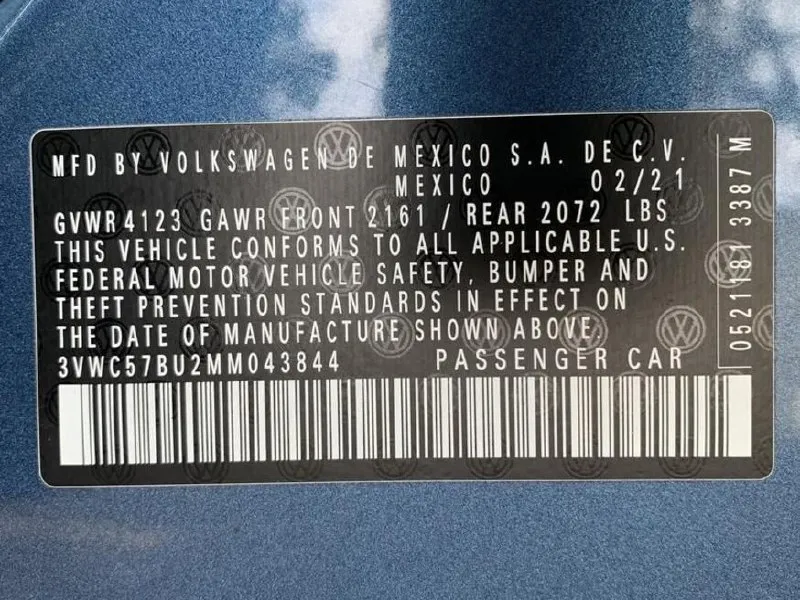 MFD BY VOLKSWAGEN DE MEXICO S.A. DE C.V.
MEXICO 02/21
GVWR 4123 GAWR FRONT 2161 / REAR 2072 LBS
THIS VEHICLE CONFORMS TO ALL APPLICABLE U.S.
FEDERAL MOTOR VEHICLE SAFETY, BUMPER AND
THEFT PREVENTION STANDARDS IN EFFECT ON
THE DATE OF MANUFACTURE SHOWN ABOVE.
3VWC57BU2MM043844 PASSENGER CAR
0521181 3387 M